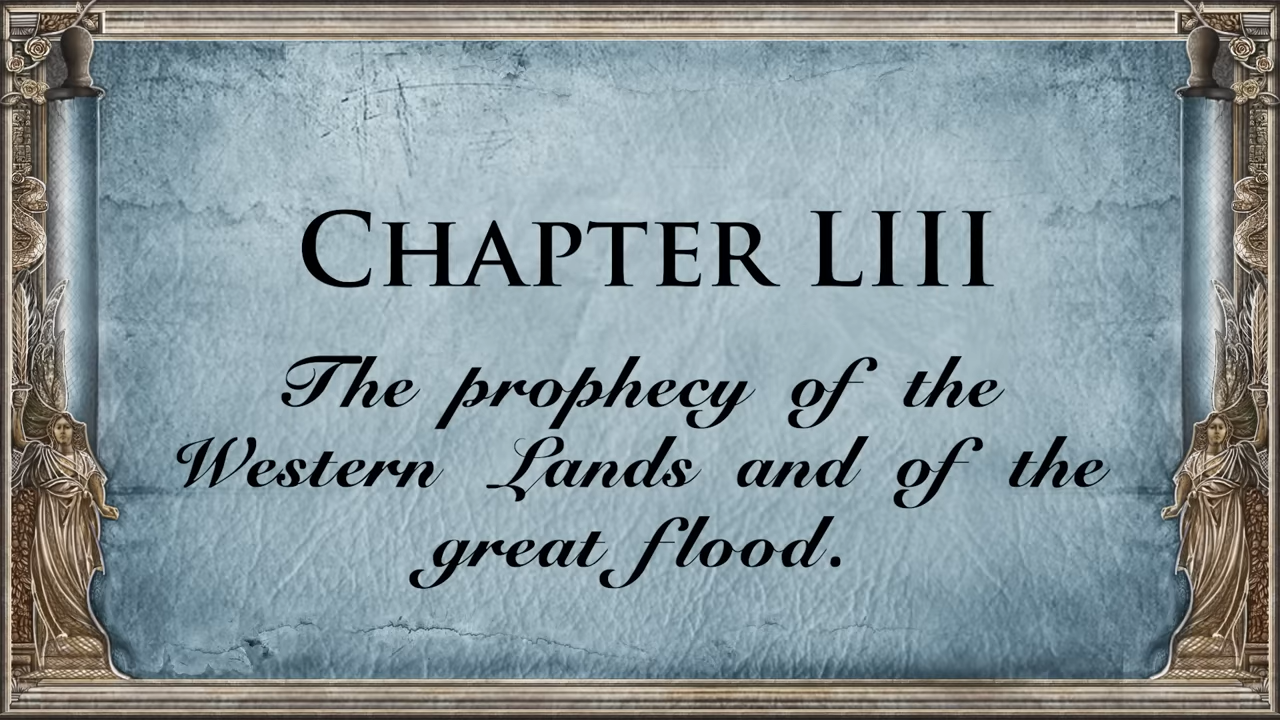 Chapter LIII
The prophecy of the
Western Lands and of the
great flood.